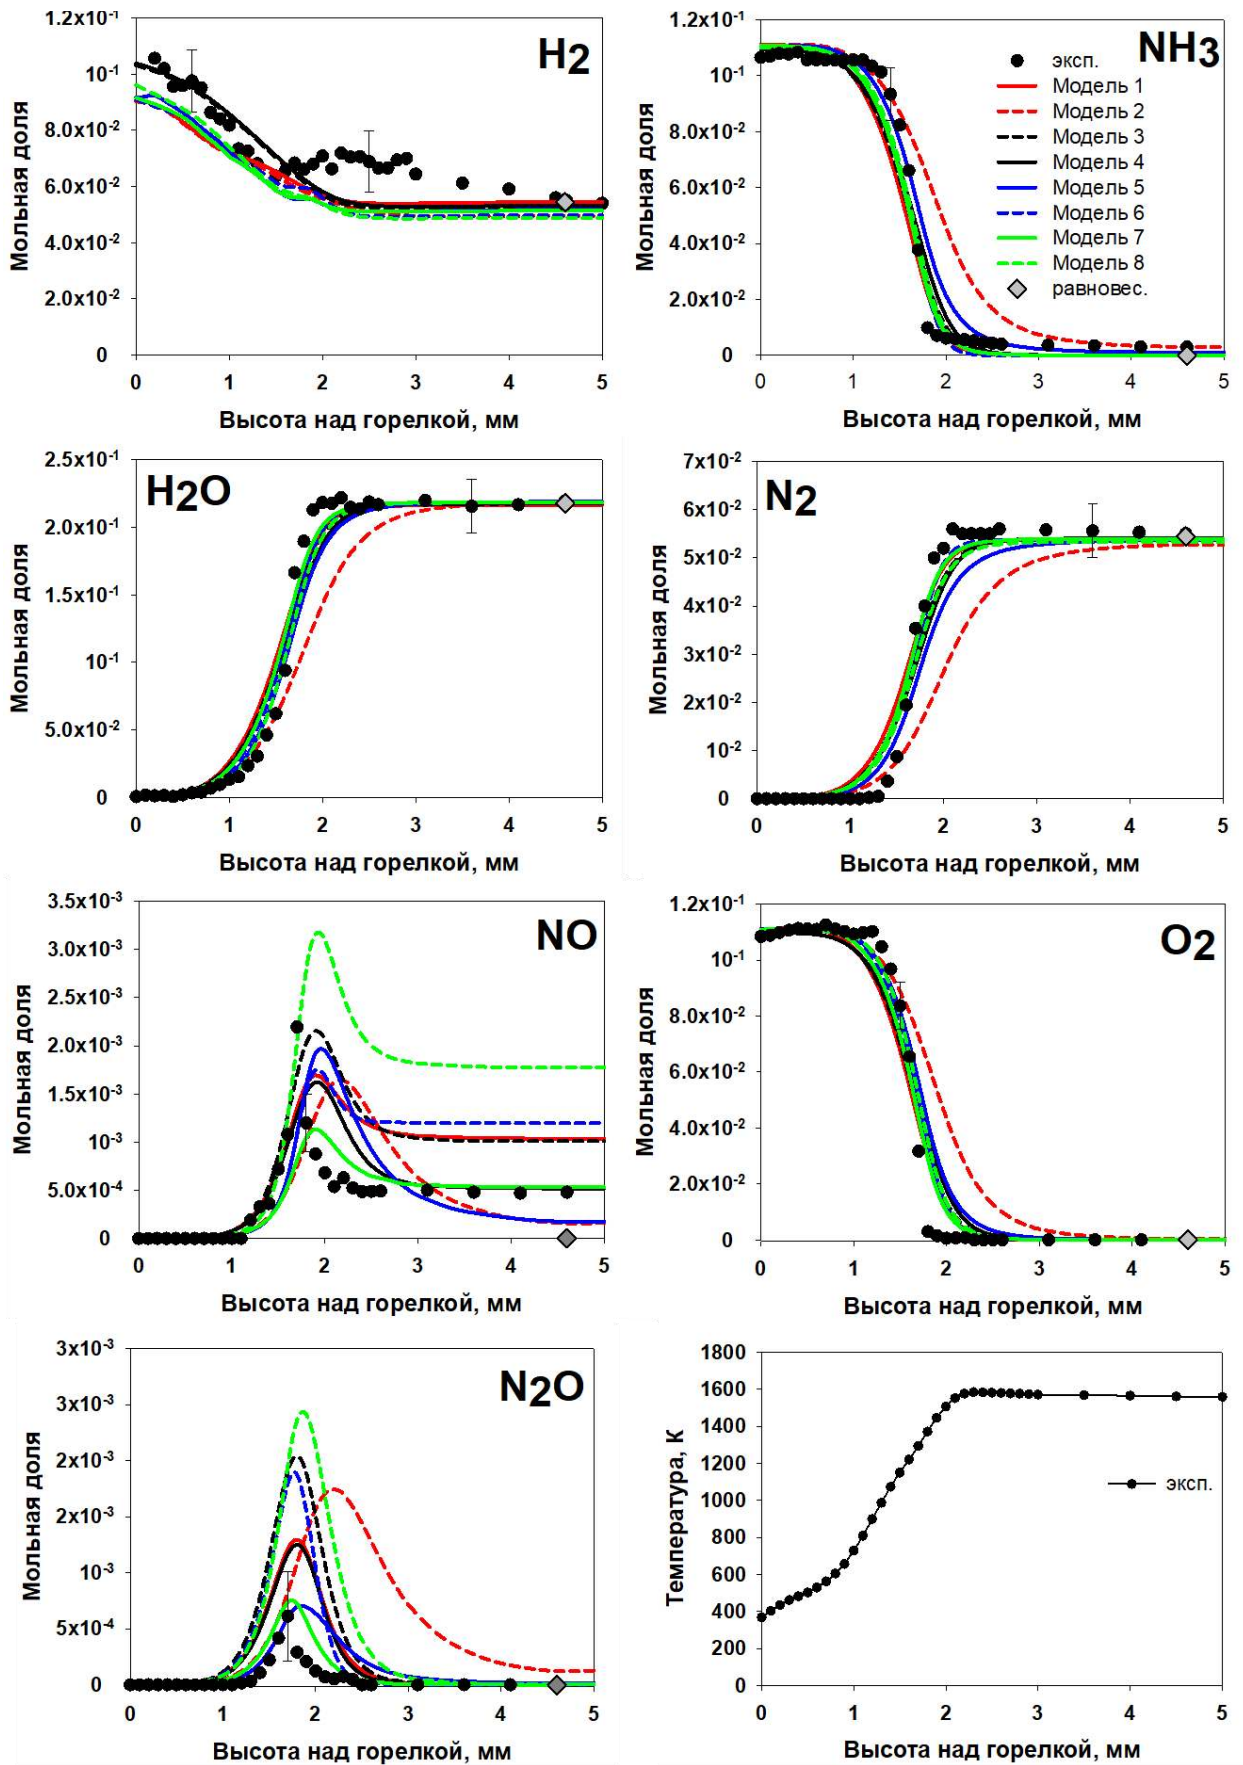 H2
Мольная доля
1.2x10-1
10-1
8.0x10-2
6.0x10-2
4.0x10-2
2.0x10-2
0
0 1 2 3 4 5
Высота над горелкой, мм
NH3
Мольная доля
1.2x10-1
10-1
8.0x10-2
6.0x10-2
4.0x10-2
2.0x10-2
0
эксп.
Модель 1
Модель 2
Модель 3
Модель 4
Модель 5
Модель 6
Модель 7
Модель 8
равновес.
0 1 2 3 4 5
Высота над горелкой, мм
H2O
Мольная доля
2.5x10-1
2.0x10-1
1.5x10-1
10-1
5.0x10-2
0
0 1 2 3 4 5
Высота над горелкой, мм
N2
Мольная доля
7x10-2
6x10-2
5x10-2
4x10-2
3x10-2
2x10-2
10-2
0
0 1 2 3 4 5
Высота над горелкой, мм
NO
Мольная доля
3.5x10-3
3.0x10-3
2.5x10-3
2.0x10-3
1.5x10-3
10-3
5.0x10-4
0
0 1 2 3 4 5
Высота над горелкой, мм
O2
Мольная доля
1.2x10-1
10-1
8.0x10-2
6.0x10-2
4.0x10-2
2.0x10-2
0
0 1 2 3 4 5
Высота над горелкой, мм
N2O
Мольная доля
3x10-3
3x10-3
2x10-3
2x10-3
10-3
5x10-4
0
0 1 2 3 4 5
Высота над горелкой, мм
Температура, К
1800
1600
1400
1200
1000
800
600
400
200
0
эксп.
0 1 2 3 4 5
Высота над горелкой, мм